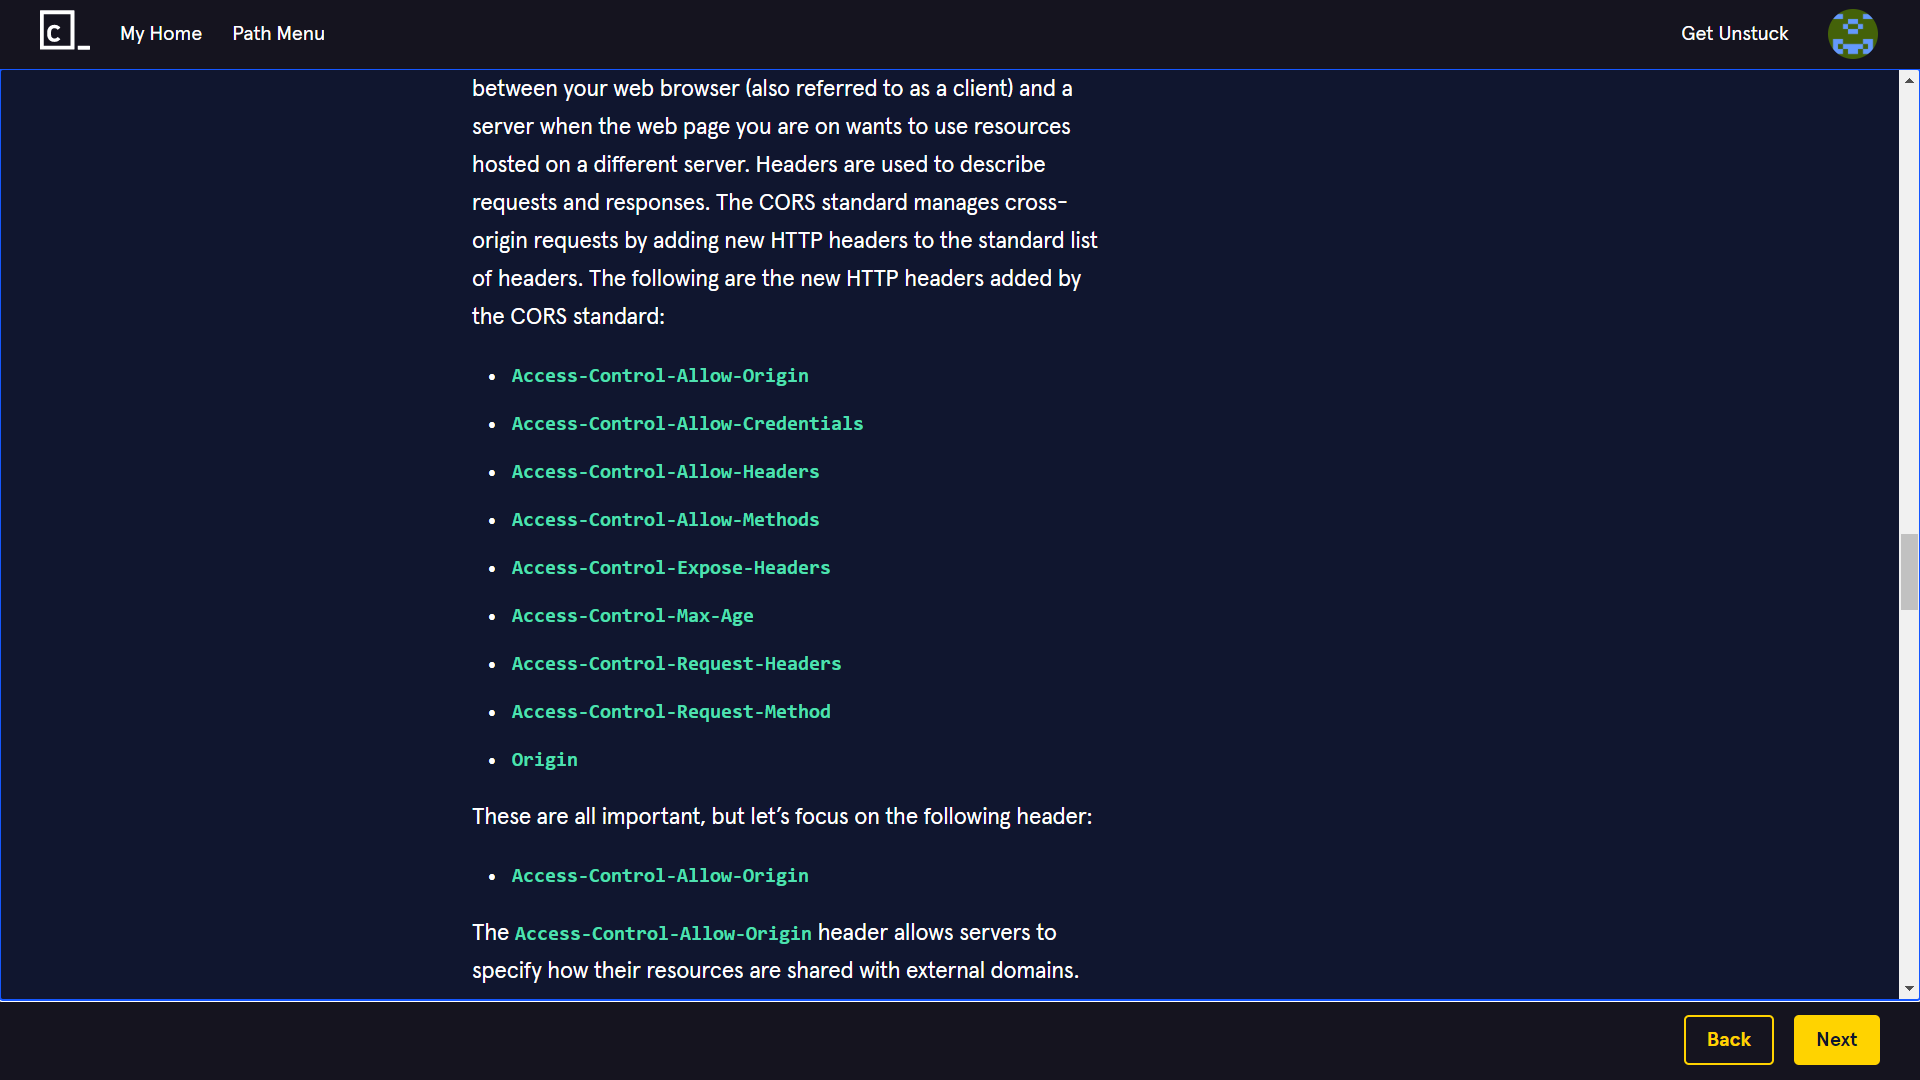 C_ My Home Path Menu Get Unstuck
between your web browser (also referred to as a client) and a
server when the web page you are on wants to use resources
hosted on a different server. Headers are used to describe
requests and responses. The CORS standard manages cross-
origin requests by adding new HTTP headers to the standard list
of headers. The following are the new HTTP headers added by
the CORS standard:
• Access-Control-Allow-Origin
• Access-Control-Allow-Credentials
• Access-Control-Allow-Headers
• Access-Control-Allow-Methods
• Access-Control-Expose-Headers
• Access-Control-Max-Age
• Access-Control-Request-Headers
• Access-Control-Request-Method
• Origin
These are all important, but let’s focus on the following header:
• Access-Control-Allow-Origin
The Access-Control-Allow-Origin header allows servers to
specify how their resources are shared with external domains.
Back Next